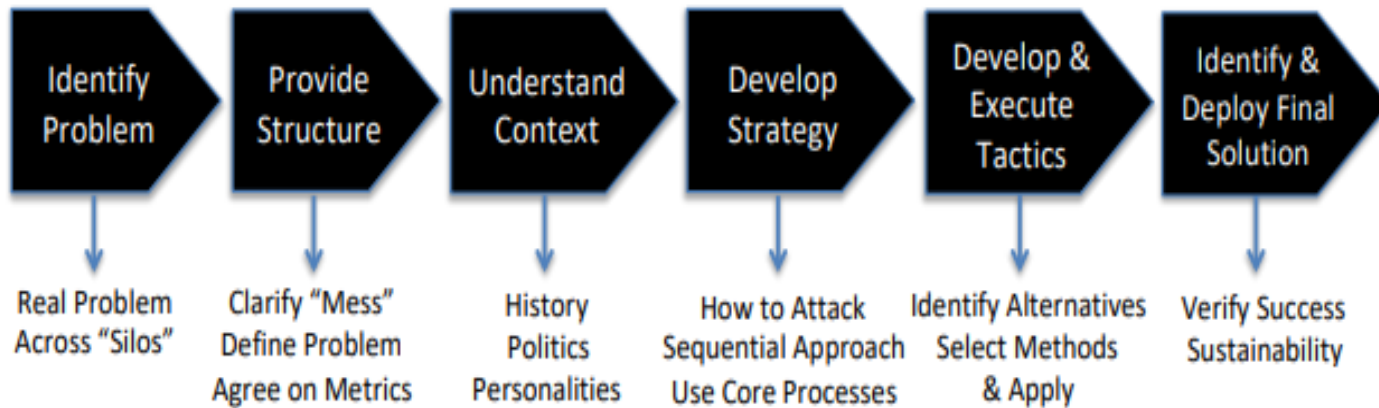 Identify
Problem
Provide
Structure
Understand
Context
Develop
Strategy
Develop &
Execute
Tactics
Identify &
Deploy Final
Solution
Real Problem
Across “Silos”
Clarify “Mess”
Define Problem
Agree on Metrics
History
Politics
Personalities
How to Attack
Sequential Approach
Use Core Processes
Identify Alternatives
Select Methods
& Apply
Verify Success
Sustainability